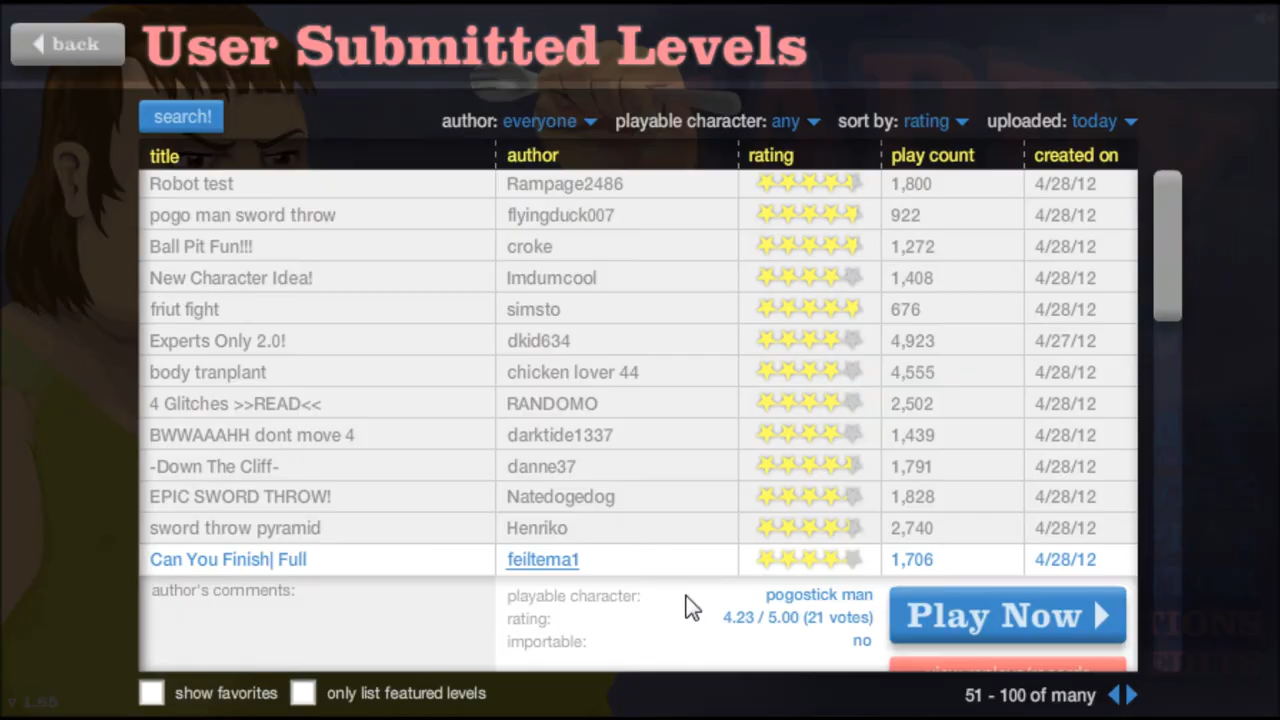 back
User Submitted Levels
search!
author: everyone playable character: any sort by: rating uploaded: today
title author rating play count created on
Robot test Rampage2486 1,800 4/28/12
pogo man sword throw flyingduck007 922 4/28/12
Ball Pit Fun!!! croke 1,272 4/28/12
New Character Idea! Imdumcool 1,408 4/28/12
friut fight simsto 676 4/28/12
Experts Only 2.0! dkid634 4,923 4/27/12
body tranplant chicken lover 44 4,555 4/28/12
4 Glitches >>READ<< RANDOMO 2,502 4/28/12
BWWAAAHH dont move 4 darktide1337 1,439 4/28/12
-Down The Cliff- danne37 1,791 4/28/12
EPIC SWORD THROW! Natedogedog 1,828 4/28/12
sword throw pyramid Henriko 2,740 4/28/12
Can You Finish| Full feiltema1 1,706 4/28/12
author's comments:
playable character: pogostick man
rating: 4.23 / 5.00 (21 votes)
importable: no
Play Now
show favorites only list featured levels 51 - 100 of many
v 1.65